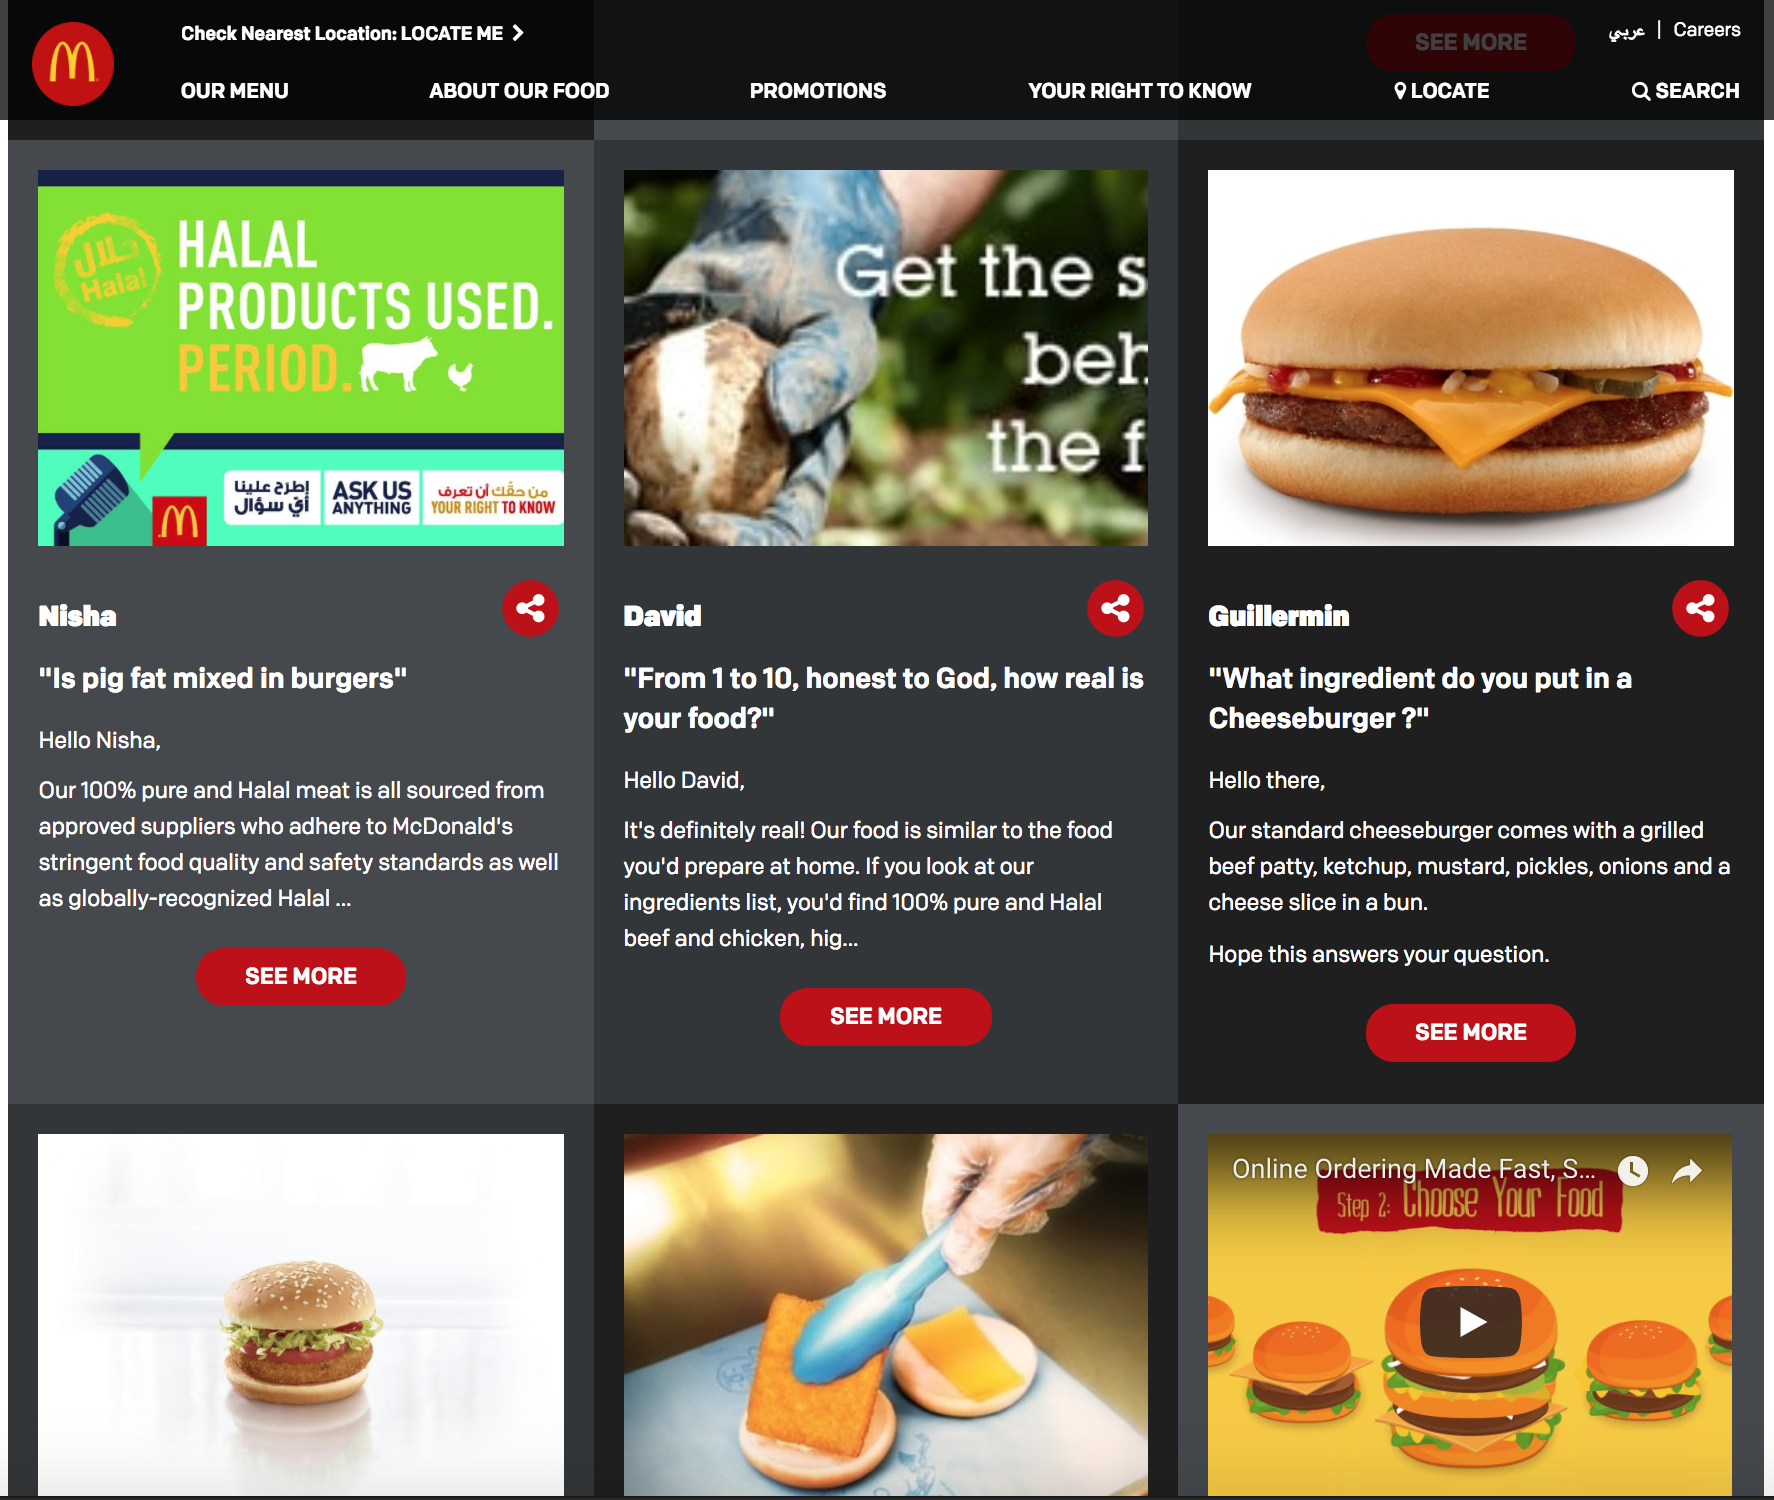 Check Nearest Location: LOCATE ME
SEE MORE
عربي | Careers
OUR MENU
ABOUT OUR FOOD
PROMOTIONS
YOUR RIGHT TO KNOW
LOCATE
SEARCH
حلال
Halal
HALAL
PRODUCTS USED.
PERIOD.
إطرح علينا
أيّ سؤال
ASK US
ANYTHING
من حقّك أن تعرف
YOUR RIGHT TO KNOW
Get the s
beh
the f
Nisha
"Is pig fat mixed in burgers"
Hello Nisha,
Our 100% pure and Halal meat is all sourced from
approved suppliers who adhere to McDonald's
stringent food quality and safety standards as well
as globally-recognized Halal ...
SEE MORE
David
"From 1 to 10, honest to God, how real is
your food?"
Hello David,
It's definitely real! Our food is similar to the food
you'd prepare at home. If you look at our
ingredients list, you'd find 100% pure and Halal
beef and chicken, hig...
SEE MORE
Guillermin
"What ingredient do you put in a
Cheeseburger ?"
Hello there,
Our standard cheeseburger comes with a grilled
beef patty, ketchup, mustard, pickles, onions and a
cheese slice in a bun.
Hope this answers your question.
SEE MORE
Online Ordering Made Fast, S...
Step 2: Choose Your Food